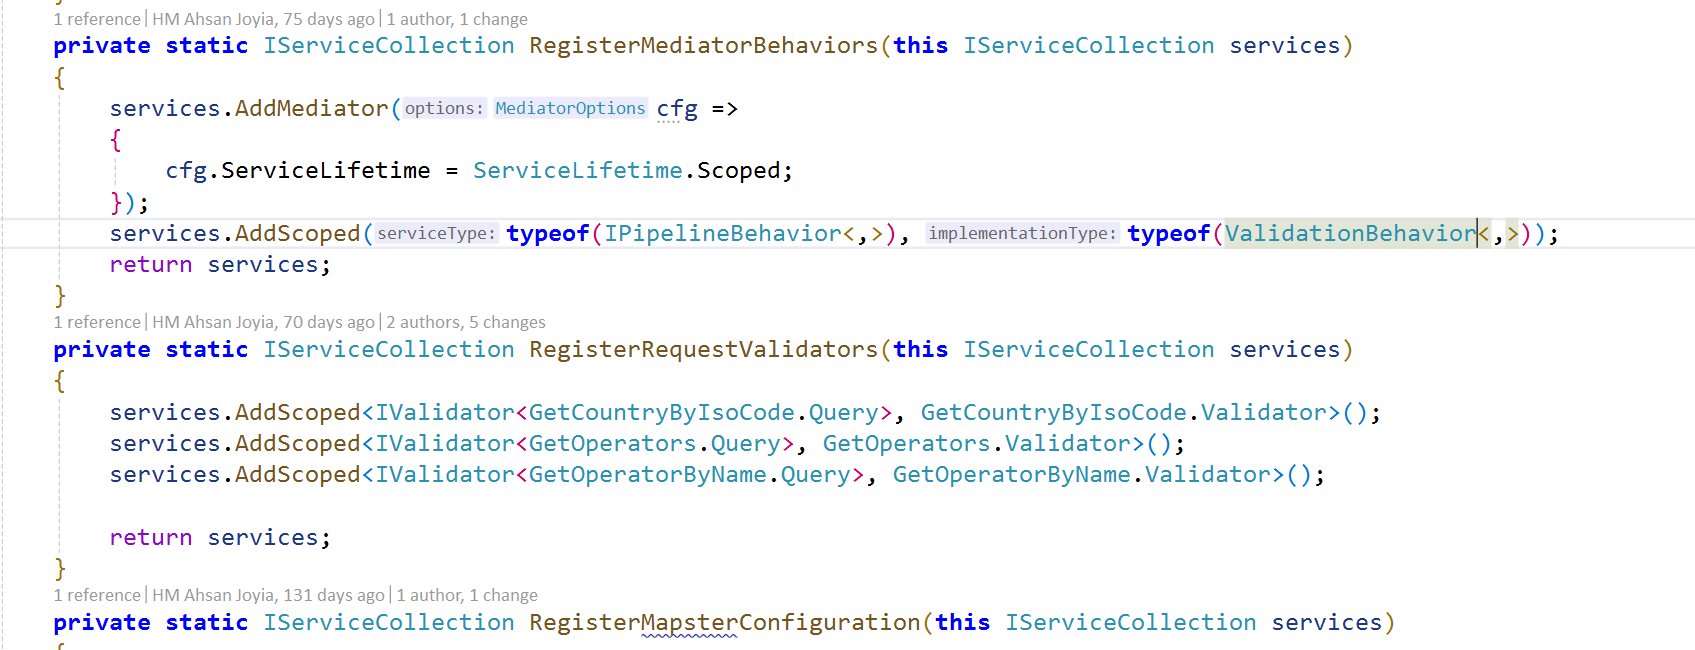 1 reference | HM Ahsan Joyia, 75 days ago | 1 author, 1 change
private static IServiceCollection RegisterMediatorBehaviors(this IServiceCollection services)
{
services.AddMediator(options: MediatorOptions cfg =>
{
cfg.ServiceLifetime = ServiceLifetime.Scoped;
});
services.AddScoped(serviceType: typeof(IPipelineBehavior<,>), implementationType: typeof(ValidationBehavior<,>));
return services;
}
1 reference | HM Ahsan Joyia, 70 days ago | 2 authors, 5 changes
private static IServiceCollection RegisterRequestValidators(this IServiceCollection services)
{
services.AddScoped<IValidator<GetCountryByIsoCode.Query>, GetCountryByIsoCode.Validator>();
services.AddScoped<IValidator<GetOperators.Query>, GetOperators.Validator>();
services.AddScoped<IValidator<GetOperatorByName.Query>, GetOperatorByName.Validator>();
return services;
}
1 reference | HM Ahsan Joyia, 131 days ago | 1 author, 1 change
private static IServiceCollection RegisterMapsterConfiguration(this IServiceCollection services)
{